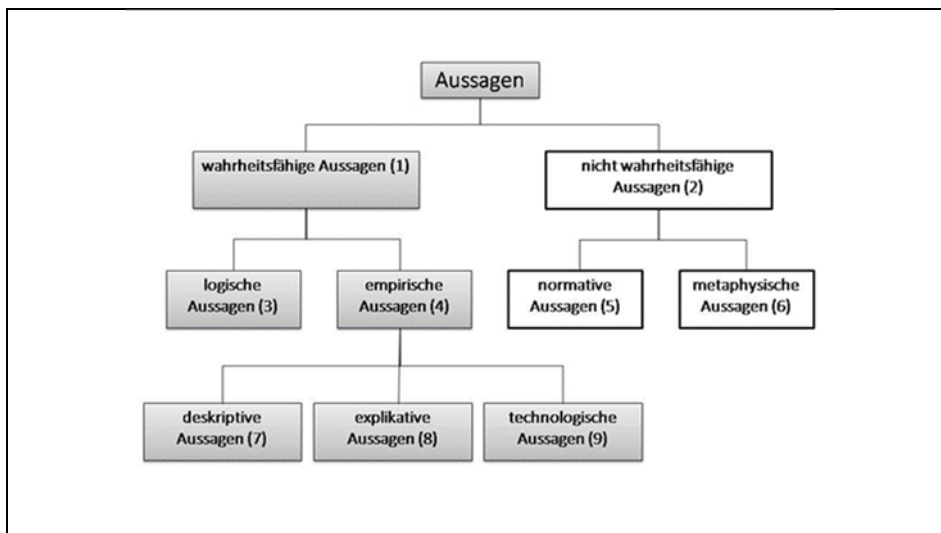 Aussagen
wahrheitsfähige Aussagen (1)
nicht wahrheitsfähige
Aussagen (2)
logische
Aussagen (3)
empirische
Aussagen (4)
normative
Aussagen (5)
metaphysische
Aussagen (6)
deskriptive
Aussagen (7)
explikative
Aussagen (8)
technologische
Aussagen (9)